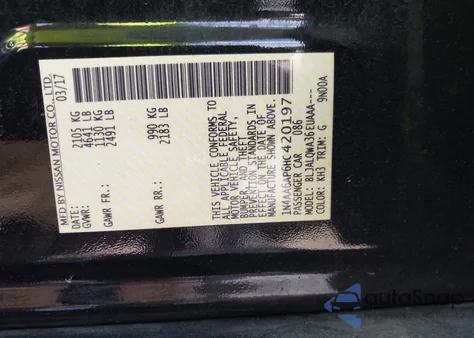 MFD BY NISSAN MOTOR CO., LTD.
03/17
2105 KG
GVWR: 4641 LB
1130 KG
GAWR FR: 2491 LB
990 KG
GAWR RR: 2183 LB
THIS VEHICLE CONFORMS TO
ALL APPLICABLE FEDERAL
MOTOR VEHICLE SAFETY,
BUMPER, AND THEFT
PREVENTION STANDARDS IN
EFFECT ON THE DATE OF
MANUFACTURE SHOWN ABOVE.
1N4AA6AP6HC420197
PASSENGER CAR 086
MODEL:
COLOR: KH3 TRIM: G 9N00A
autoSnap